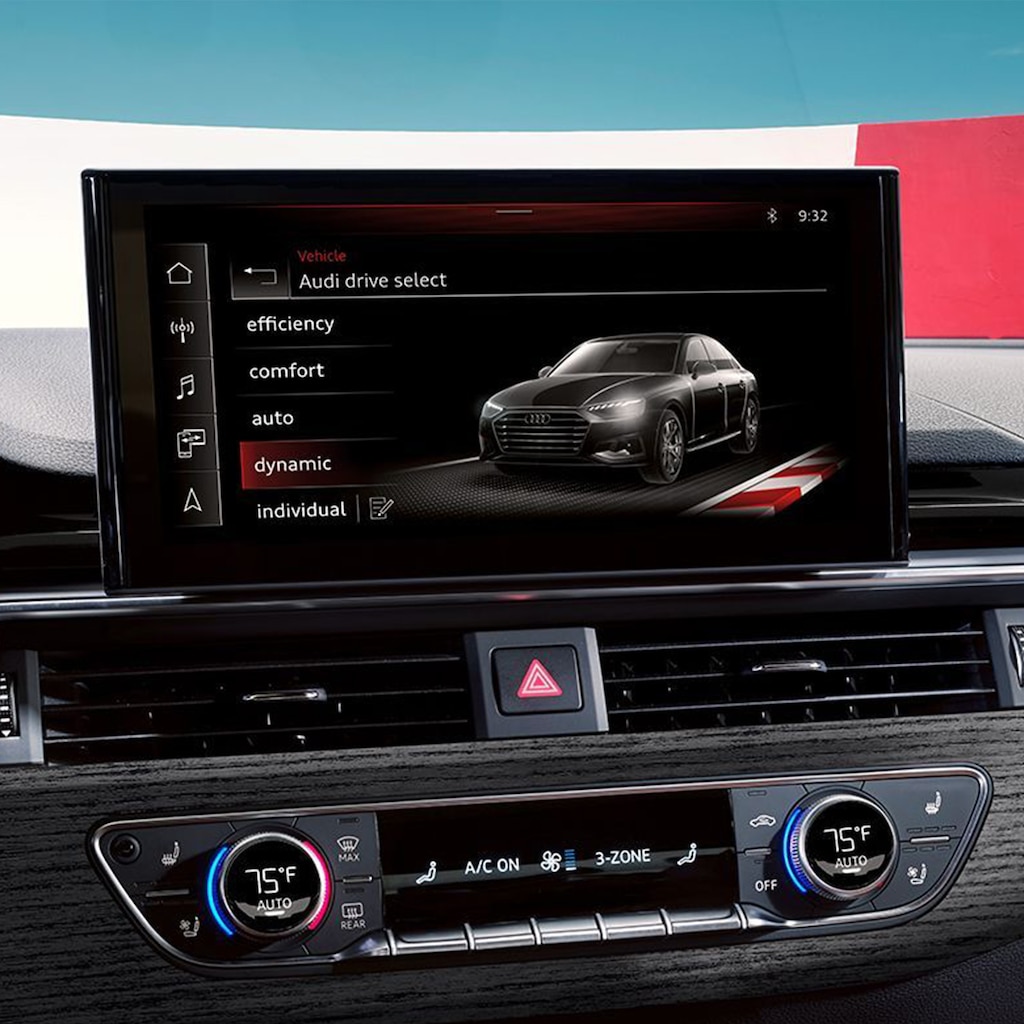 9:32
Vehicle
Audi drive select
efficiency
comfort
auto
dynamic
individual
MAX
75°F
AUTO
REAR
A/C ON
3-ZONE
75°F
AUTO
OFF